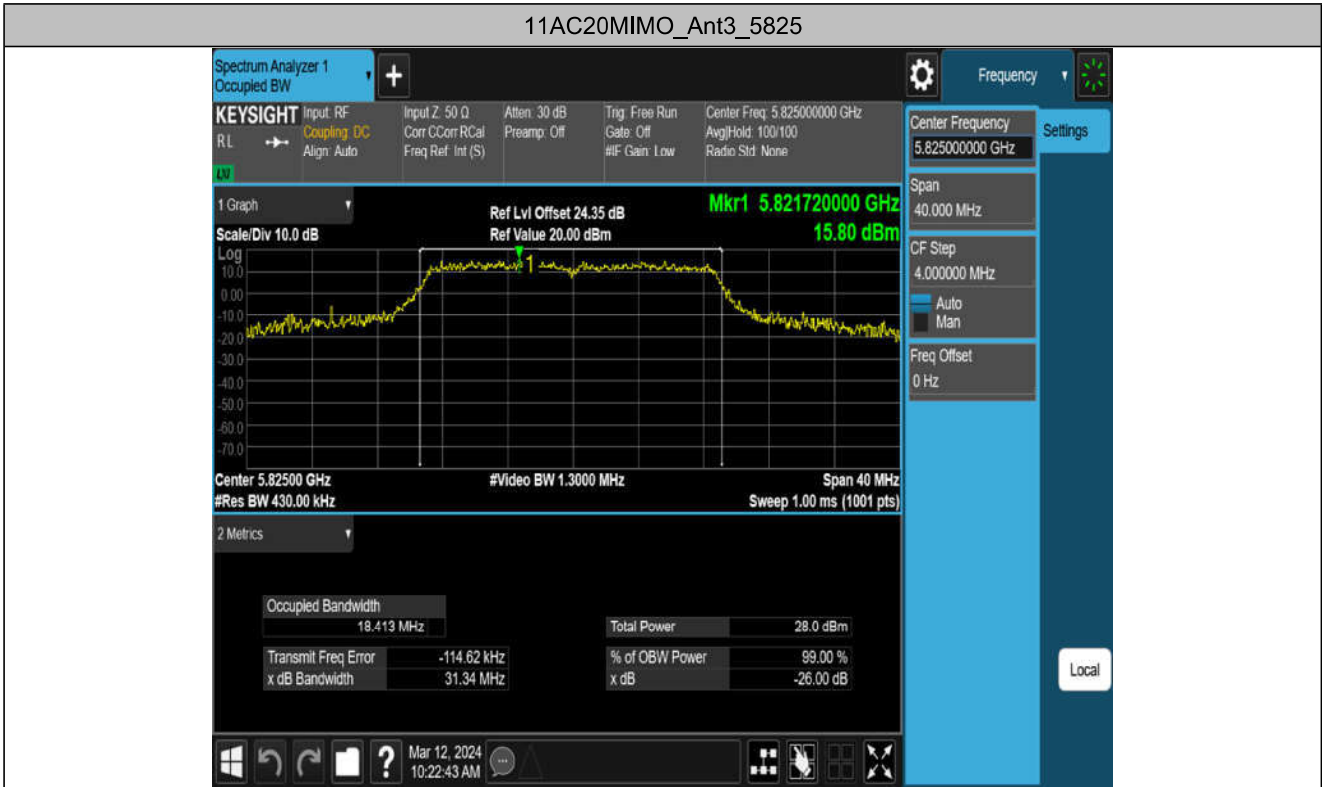 11AC20MIMO_Ant3_5825
Spectrum Analyzer 1
Occupied BW
Frequency
KEYSIGHT
Input: RF
Input Z: 50 Ω
Atten: 30 dB
Trig: Free Run
Center Freq: 5.825000000 GHz
R L
Coupling: DC
Corr CCorr RCal
Preamp: Off
Gate: Off
Avg|Hold: 100/100
Align: Auto
Freq Ref: Int (S)
#IF Gain: Low
Radio Std: None
Center Frequency
5.825000000 GHz
Settings
Span
40.000 MHz
CF Step
4.000000 MHz
Auto
Man
Freq Offset
0 Hz
Local
1 Graph
Ref Lvl Offset 24.35 dB
Mkr1 5.821720000 GHz
Scale/Div 10.0 dB
Ref Value 20.00 dBm
15.80 dBm
Log
10.0
0.00
-10.0
-20.0
-30.0
-40.0
-50.0
-60.0
-70.0
1
Center 5.82500 GHz
#Video BW 1.3000 MHz
Span 40 MHz
#Res BW 430.00 kHz
Sweep 1.00 ms (1001 pts)
2 Metrics
Occupied Bandwidth
18.413 MHz
Total Power 28.0 dBm
Transmit Freq Error -114.62 kHz
% of OBW Power 99.00 %
x dB Bandwidth 31.34 MHz
x dB -26.00 dB
Mar 12, 2024
10:22:43 AM